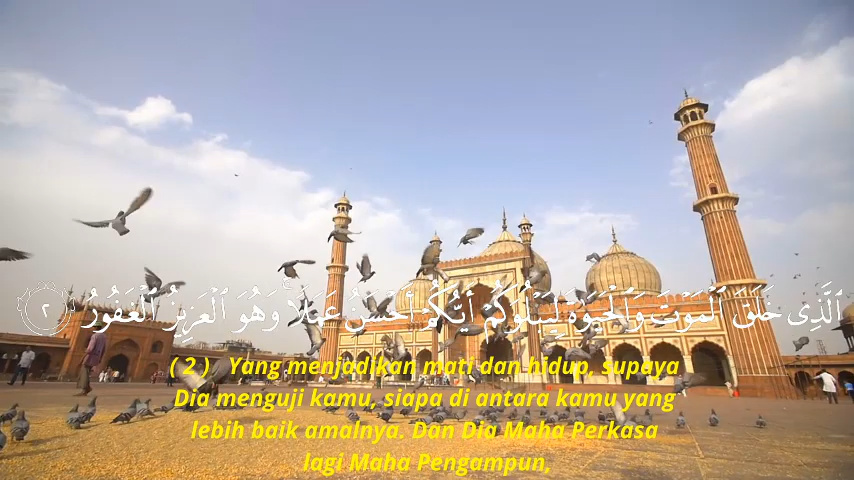 ٱلَّذِى خَلَقَ ٱلْمَوْتَ وَٱلْحَيَوٰةَ لِيَبْلُوَكُمْ أَيُّكُمْ أَحْسَنُ عَمَلًا ۚ وَهُوَ ٱلْعَزِيزُ ٱلْغَفُورُ ٢
( 2 ) Yang menjadikan mati dan hidup, supaya
Dia menguji kamu, siapa di antara kamu yang
lebih baik amalnya. Dan Dia Maha Perkasa
lagi Maha Pengampun,